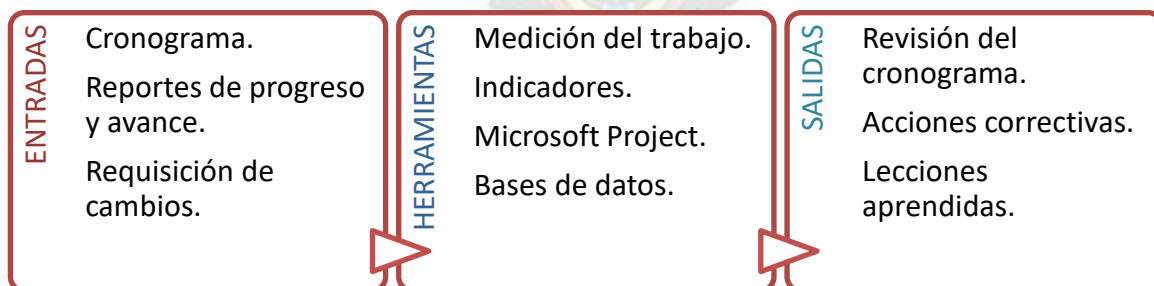 ENTRADAS
Cronograma.
Reportes de progreso
y avance.
Requisición de
cambios.
HERRAMIENTAS
Medición del trabajo.
Indicadores.
Microsoft Project.
Bases de datos.
SALIDAS
Revisión del
cronograma.
Acciones correctivas.
Lecciones
aprendidas.